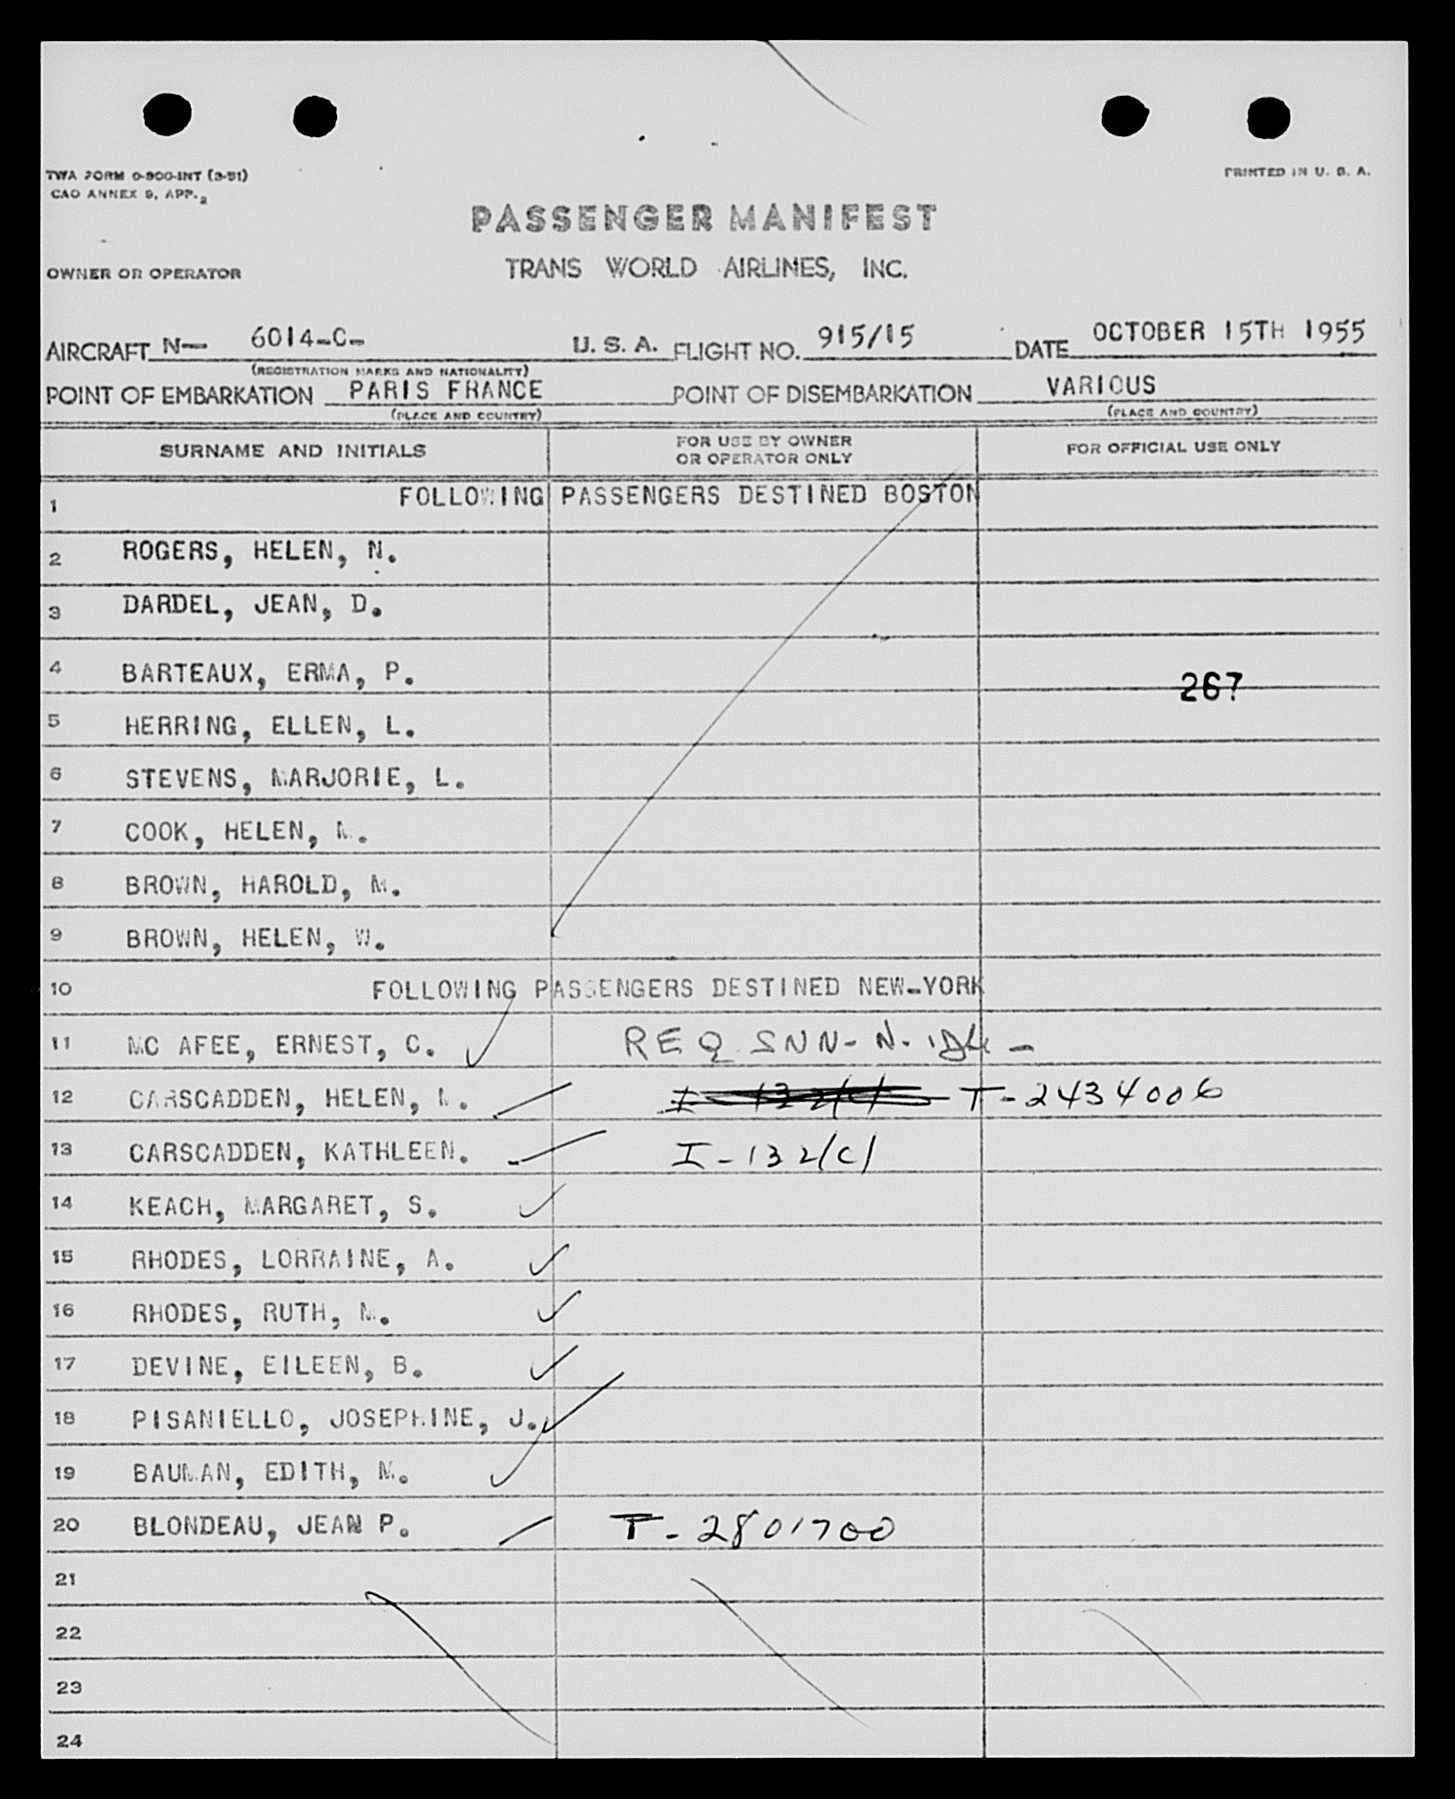 TWA FORM 0-900-INT (3-51)
PRINTED IN U. S. A.
CAO ANNEX 9, APP. 2
PASSENGER MANIFEST
OWNER OR OPERATOR
TRANS WORLD AIRLINES, INC.
AIRCRAFT N— 6014-C- U. S. A. FLIGHT NO. 915/15 DATE OCTOBER 15TH 1955
(REGISTRATION MARKS AND NATIONALITY)
POINT OF EMBARKATION PARIS FRANCE POINT OF DISEMBARKATION VARIOUS
(PLACE AND COUNTRY) (PLACE AND COUNTRY)
SURNAME AND INITIALS FOR USE BY OWNER OR OPERATOR ONLY FOR OFFICIAL USE ONLY
1 FOLLOWING PASSENGERS DESTINED BOSTON
2 ROGERS, HELEN, N.
3 DARDEL, JEAN, D.
4 BARTEAUX, ERMA, P.
267
5 HERRING, ELLEN, L.
6 STEVENS, MARJORIE, L.
7 COOK, HELEN, M.
8 BROWN, HAROLD, M.
9 BROWN, HELEN, W.
10 FOLLOWING PASSENGERS DESTINED NEW-YORK
11 MC AFEE, ERNEST, C. REQ SNN-N.
12 CARSCADDEN, HELEN, T-2434006
13 CARSCADDEN, KATHLEEN. I-132/C/
14 KEACH, MARGARET, S.
15 RHODES, LORRAINE, A.
16 RHODES, RUTH, M.
17 DEVINE, EILEEN, B.
18 PISANIELLO, JOSEPHINE, J.
19 BAUMAN, EDITH, M.
20 BLONDEAU, JEAN P. T-2801700
21
22
23
24